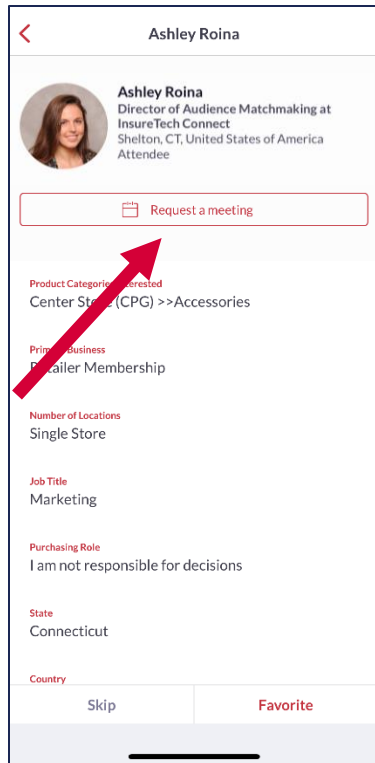 Ashley Roina
Ashley Roina
Director of Audience Matchmaking at
InsureTech Connect
Shelton, CT, United States of America
Attendee
Request a meeting
Product Categories Interested
Center Store (CPG) >>Accessories
Primary Business
Retailer Membership
Number of Locations
Single Store
Job Title
Marketing
Purchasing Role
I am not responsible for decisions
State
Connecticut
Country
Skip
Favorite